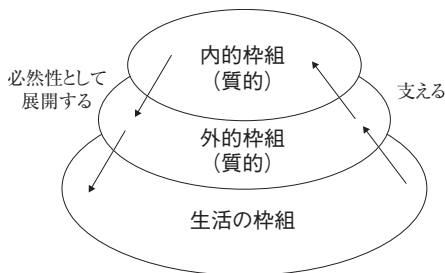 内的枠組
（質的）
必然性として
展開する
支える
外的枠組
（質的）
生活の枠組